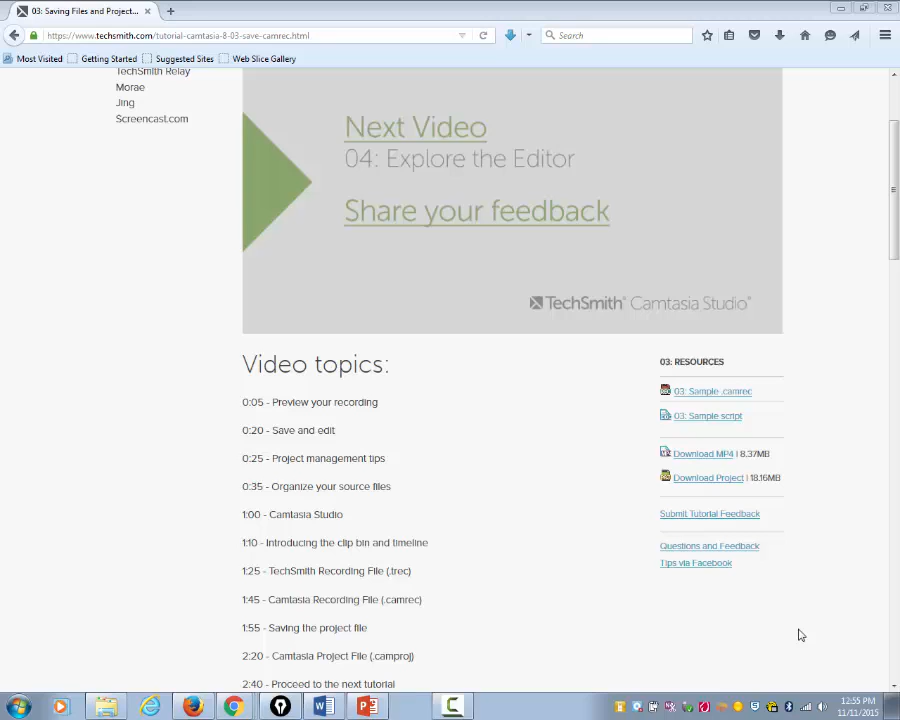 03: Saving Files and Project...
https://www.techsmith.com/tutorial-camtasia-8-03-save-camrec.html
Search
Most Visited Getting Started Suggested Sites Web Slice Gallery
TechSmith Relay
Morae
Jing
Screencast.com
Next Video
04: Explore the Editor
Share your feedback
TechSmith® Camtasia Studio®
Video topics:
0:05 - Preview your recording
0:20 - Save and edit
0:25 - Project management tips
0:35 - Organize your source files
1:00 - Camtasia Studio
1:10 - Introducing the clip bin and timeline
1:25 - TechSmith Recording File (.trec)
1:45 - Camtasia Recording File (.camrec)
1:55 - Saving the project file
2:20 - Camtasia Project File (.camproj)
2:40 - Proceed to the next tutorial
03: RESOURCES
03: Sample .camrec
03: Sample script
Download MP4 | 8.37MB
Download Project | 18.16MB
Submit Tutorial Feedback
Questions and Feedback
Tips via Facebook
12:55 PM
11/11/2015